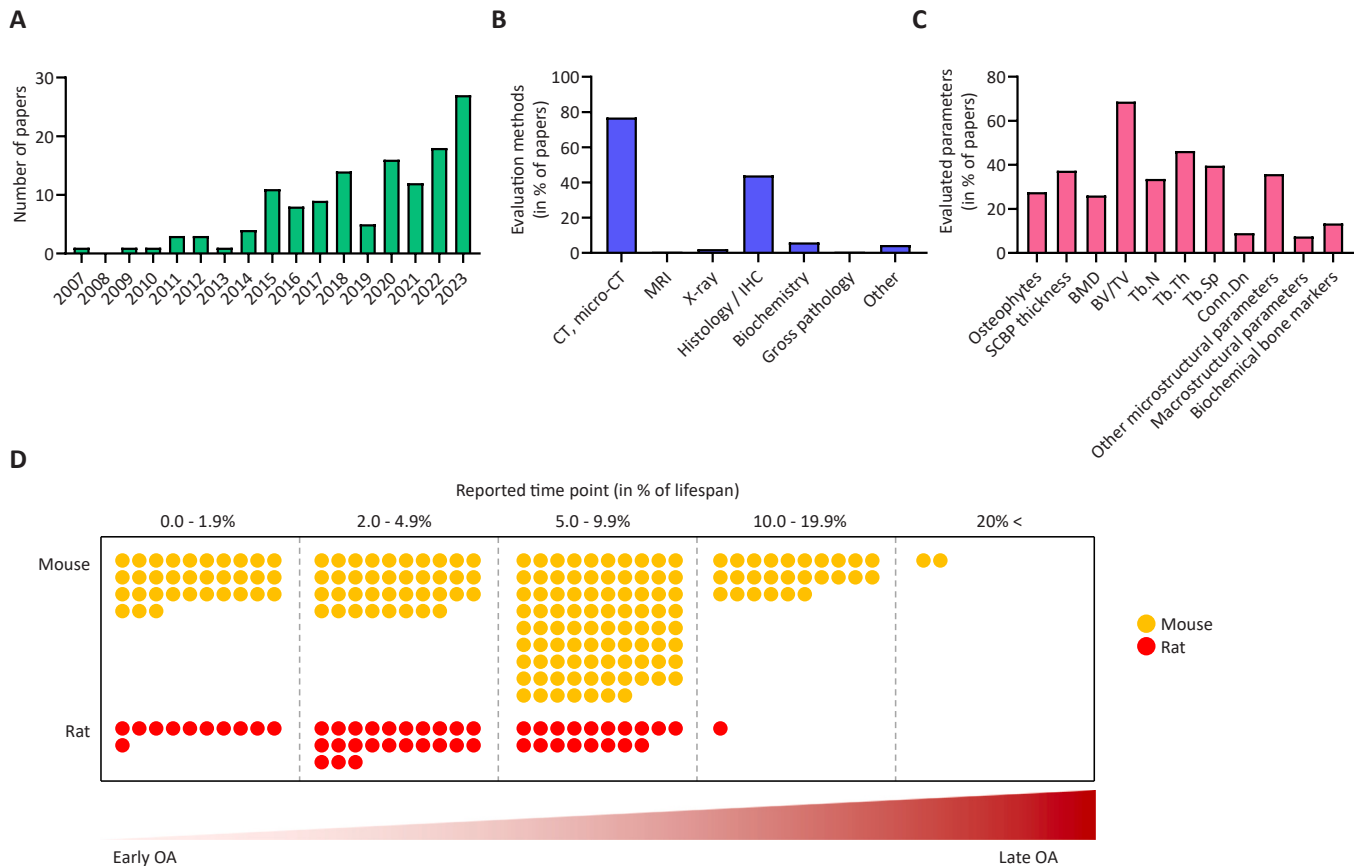 A
Number of papers
30
20
10
0
2007
2008
2009
2010
2011
2012
2013
2014
2015
2016
2017
2018
2019
2020
2021
2022
2023
B
Evaluation methods
(in % of papers)
100
80
60
40
20
0
CT, micro-CT
MRI
X-ray
Histology / IHC
Biochemistry
Gross pathology
Other
C
Evaluated parameters
(in % of papers)
80
60
40
20
0
Osteophytes
SCBP thickness
BMD
BV/TV
Tb.N
Tb.Th
Tb.Sp
Conn.Dn
Other microstructural parameters
Macrostructural parameters
Biochemical bone markers
D
Reported time point (in % of lifespan)
0.0 - 1.9%
2.0 - 4.9%
5.0 - 9.9%
10.0 - 19.9%
20% <
Mouse
Rat
Mouse
Rat
Early OA
Late OA